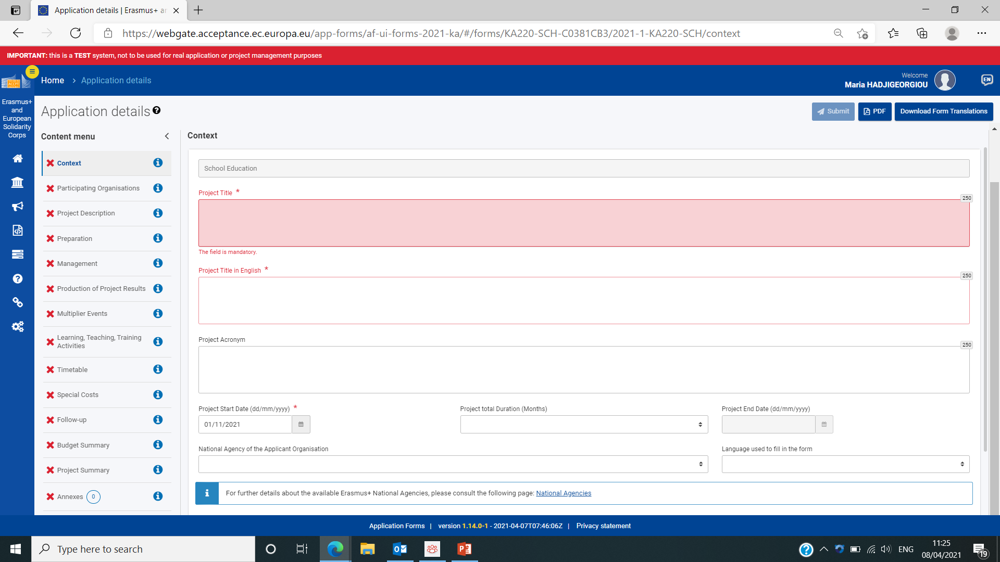 Application details | Erasmus+ a
https://webgate.acceptance.ec.europa.eu/app-forms/af-ui-forms-2021-ka/#/forms/KA220-SCH-C0381CB3/2021-1-KA220-SCH/context
IMPORTANT: this is a TEST system, not to be used for real application or project management purposes
ACCPT
Home > Application details
Welcome
Maria HADJIGEORGIOU
EN
Erasmus+
and
European
Solidarity
Corps
Application details
Submit
PDF
Download Form Translations
Content menu
Context
Participating Organisations
Project Description
Preparation
Management
Production of Project Results
Multiplier Events
Learning, Teaching, Training
Activities
Timetable
Special Costs
Follow-up
Budget Summary
Project Summary
Annexes 0
Context
School Education
Project Title *
250
The field is mandatory.
Project Title in English *
250
Project Acronym
250
Project Start Date (dd/mm/yyyy) *
01/11/2021
Project total Duration (Months)
Project End Date (dd/mm/yyyy)
National Agency of the Applicant Organisation
Language used to fill in the form
For further details about the available Erasmus+ National Agencies, please consult the following page: National Agencies
Application Forms | version 1.14.0-1 - 2021-04-07T07:46:06Z | Privacy statement
Type here to search
ENG
11:25
08/04/2021
19